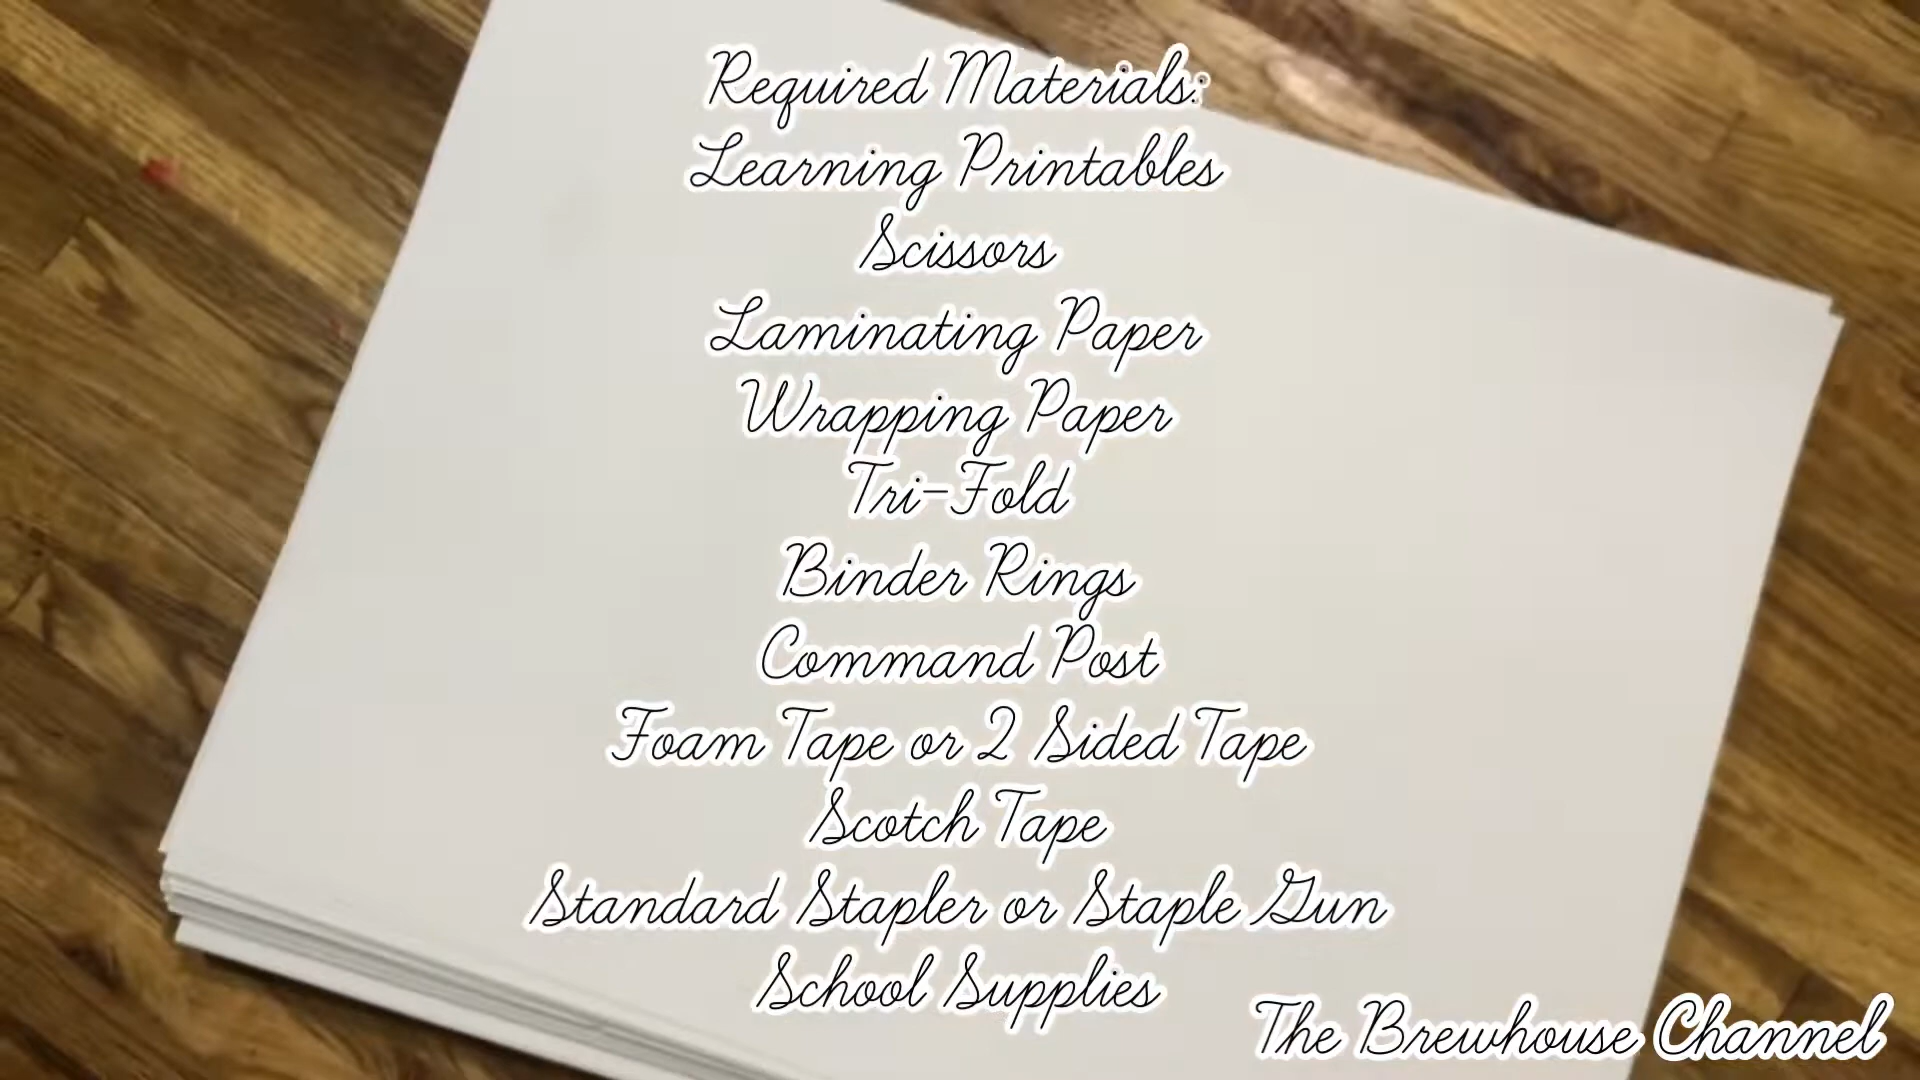 Required Materials:
Learning Printables
Scissors
Laminating Paper
Wrapping Paper
Tri-Fold
Binder Rings
Command Post
Foam Tape or 2 Sided Tape
Scotch Tape
Standard Stapler or Staple Gun
School Supplies
The Brewhouse Channel